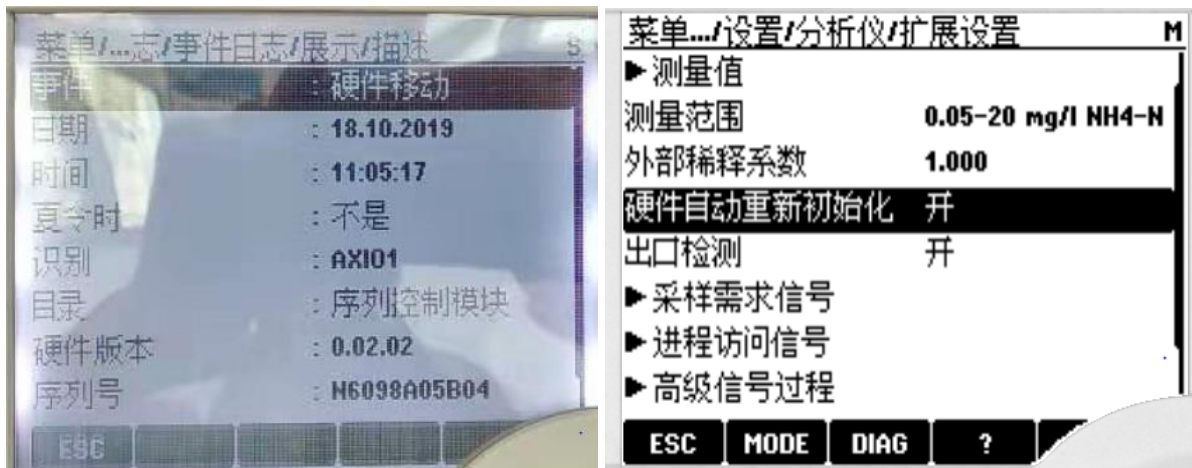 菜单/...志/事件日志/展示/描述 S
事件 : 硬件移动
日期 : 18.10.2019
时间 : 11:05:17
夏令时 : 不是
识别 : AXIO1
目录 : 序列控制模块
硬件版本 : 0.02.02
序列号 : N6098A05B04
ESC
菜单.../设置/分析仪/扩展设置 M
▶测量值
测量范围 0.05-20 mg/l NH4-N
外部稀释系数 1.000
硬件自动重新初始化 开
出口检测 开
▶采样需求信号
▶进程访问信号
▶高级信号过程
ESC MODE DIAG ?